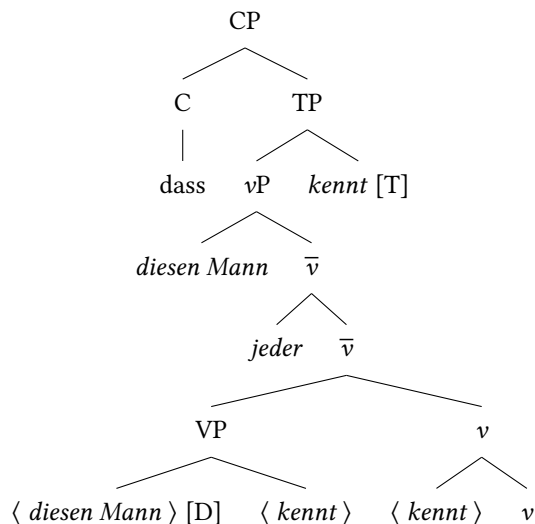 CP
C TP
dass vP kennt [T]
diesen Mann v̅
jeder v̅
VP v
⟨ diesen Mann ⟩ [D] ⟨ kennt ⟩ ⟨ kennt ⟩ v